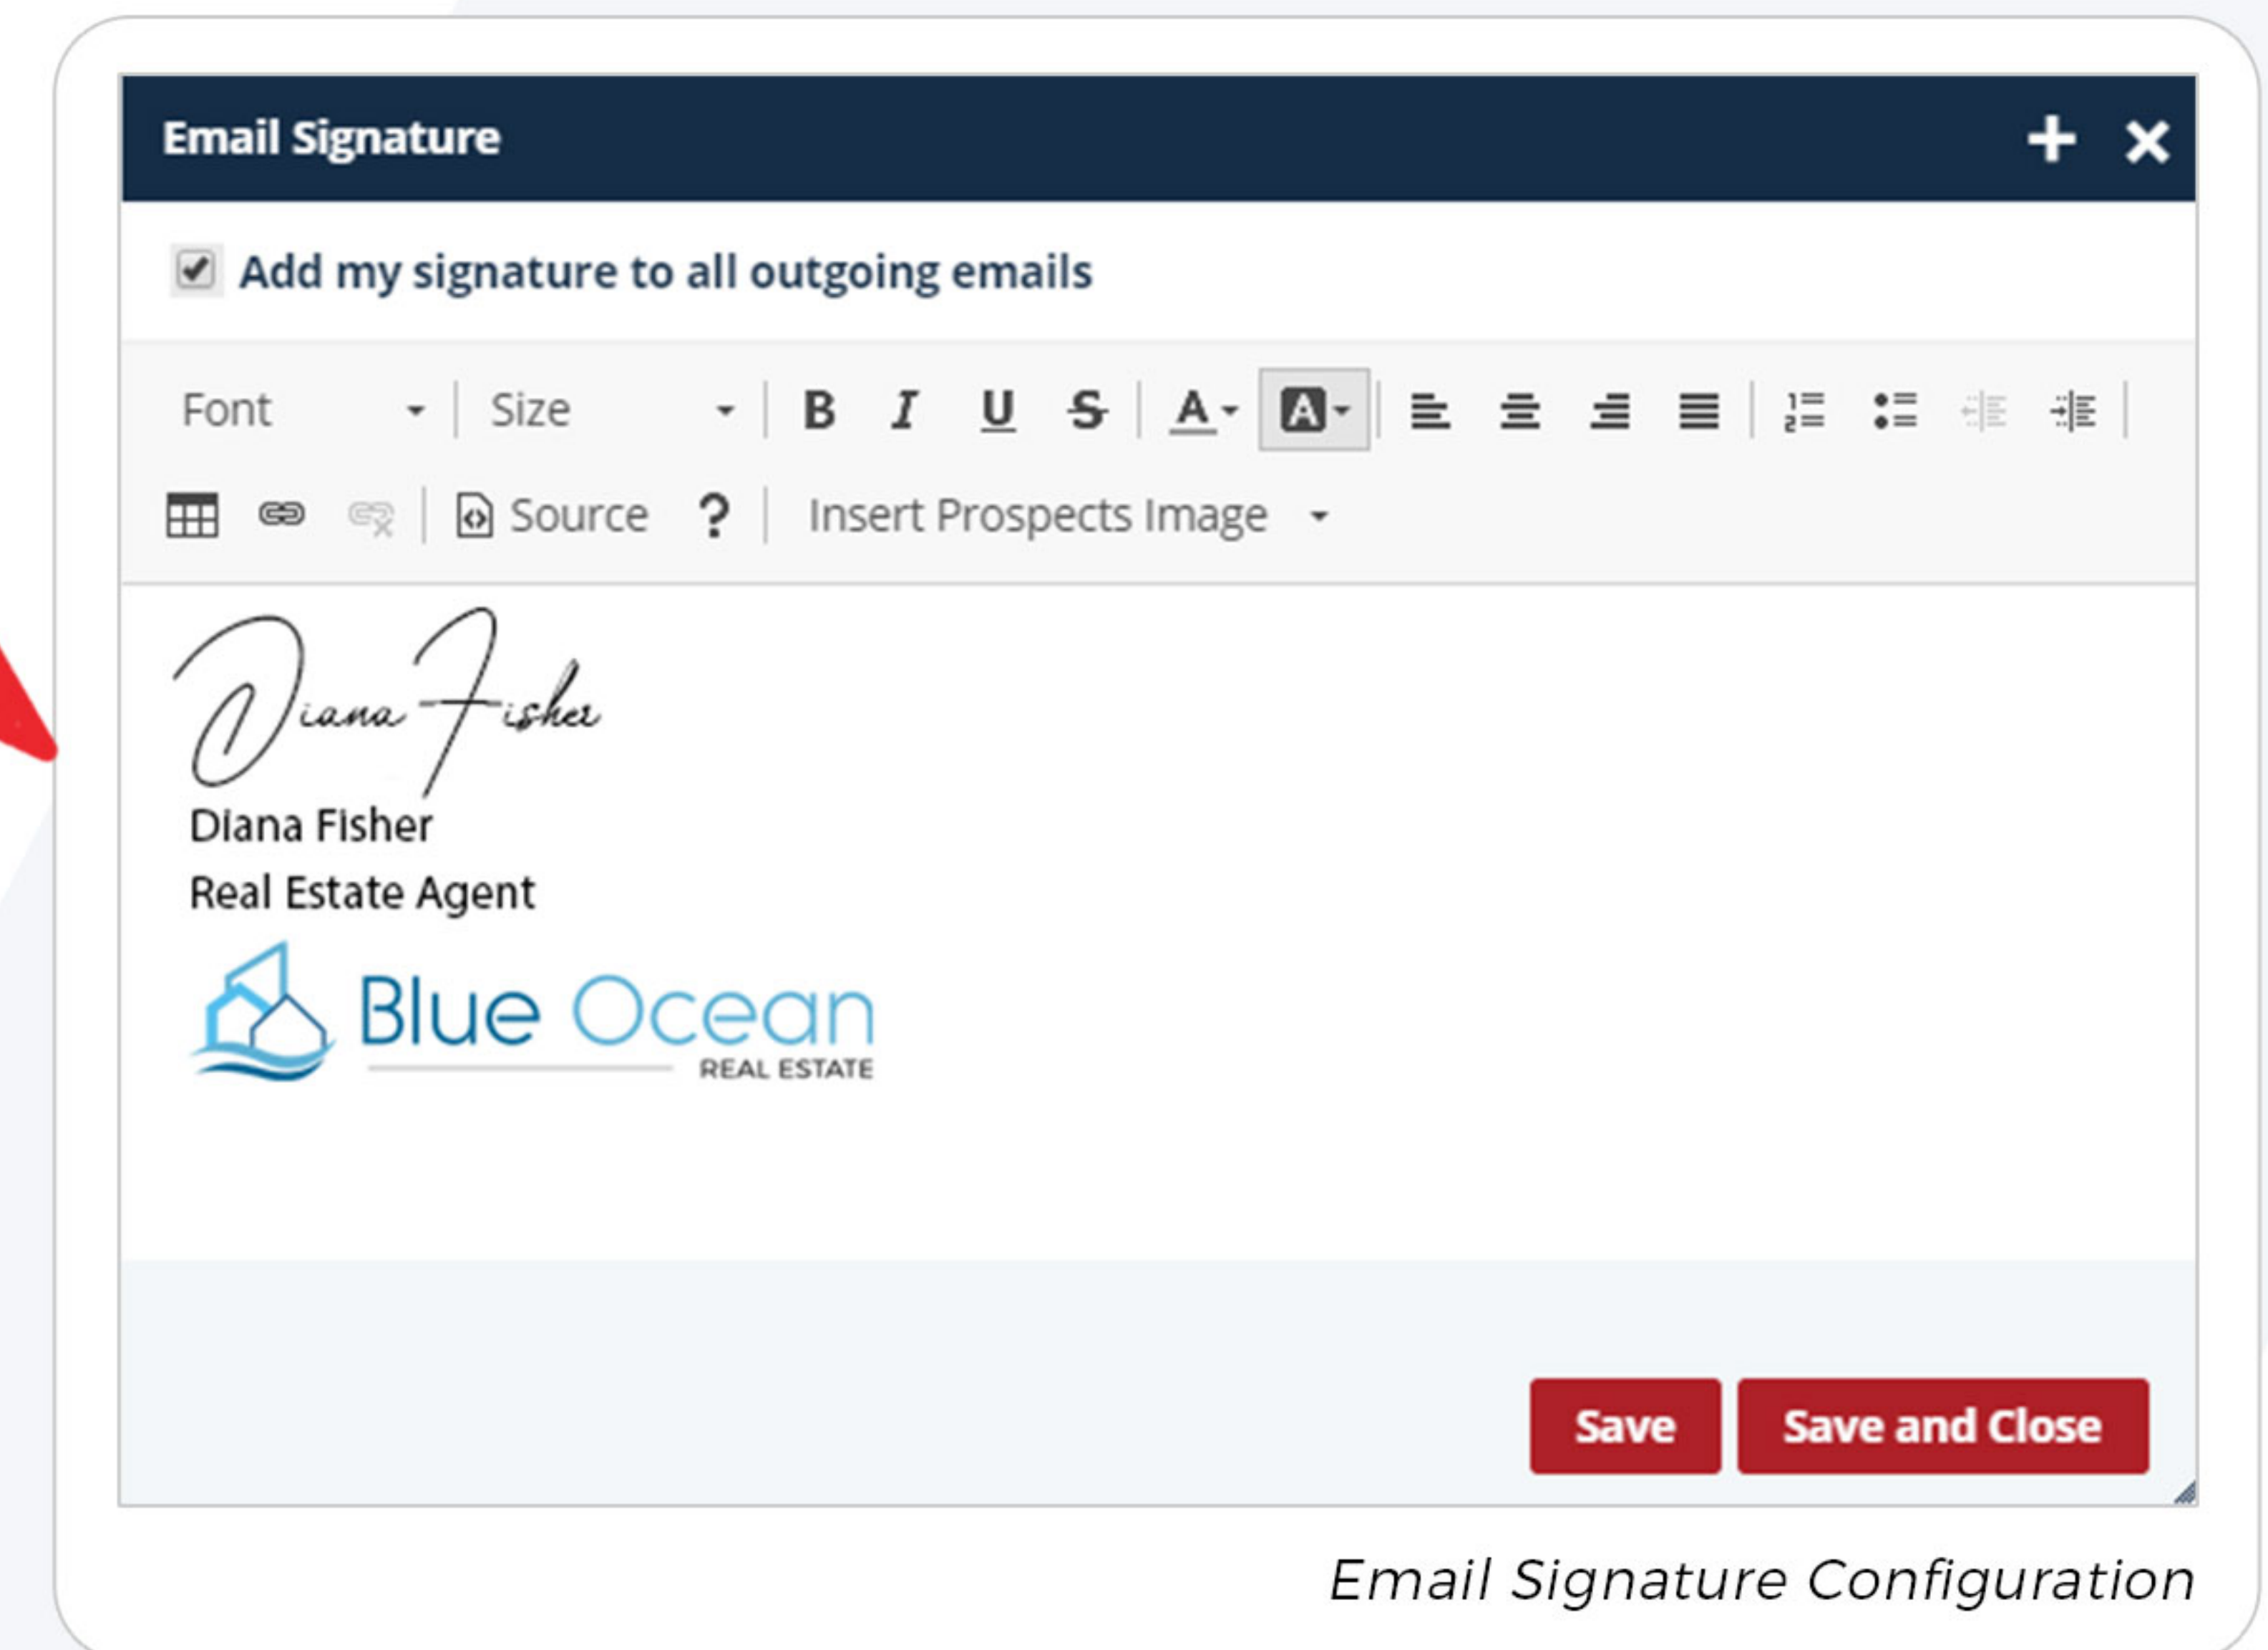 Email Signature
Add my signature to all outgoing emails
Font Size B I U S A A
Source ? Insert Prospects Image
Diana Fisher
Diana Fisher
Real Estate Agent
Blue Ocean
REAL ESTATE
Save Save and Close
Email Signature Configuration